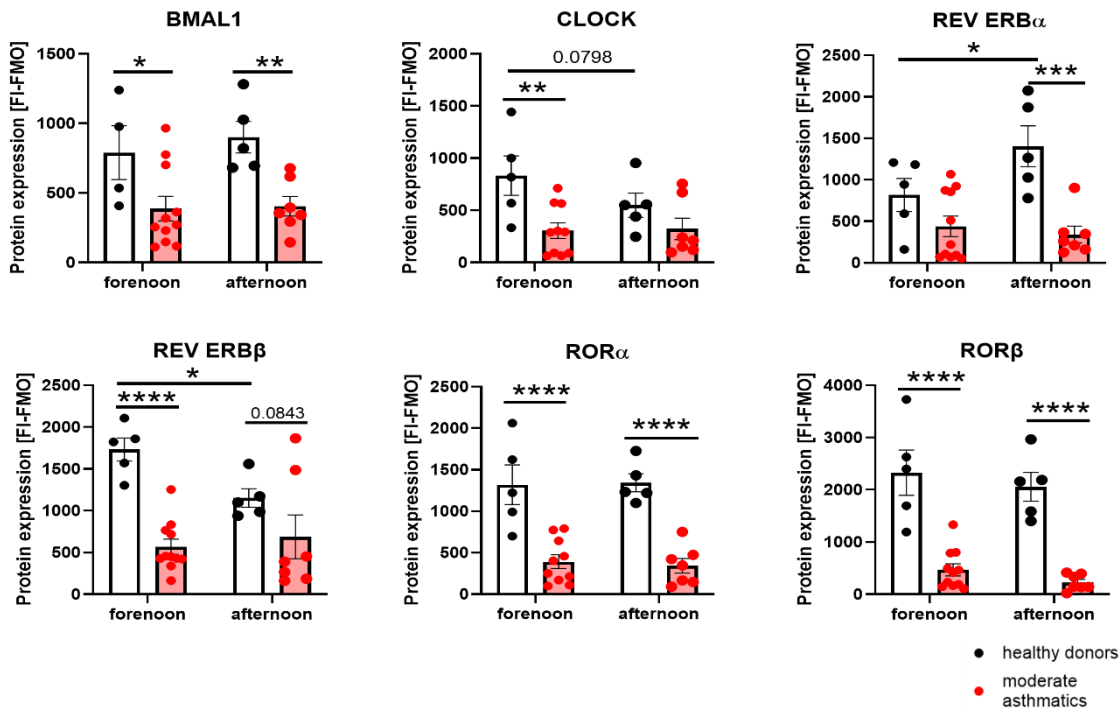 BMAL1
Protein expression [FI-FMO]
1500
1000
500
0
*
**
forenoon
afternoon
CLOCK
Protein expression [FI-FMO]
2000
1500
1000
500
0
0.0798
**
forenoon
afternoon
REV ERBα
Protein expression [FI-FMO]
2500
2000
1500
1000
500
0
*
***
forenoon
afternoon
REV ERBβ
Protein expression [FI-FMO]
2500
2000
1500
1000
500
0
*
****
0.0843
forenoon
afternoon
RORα
Protein expression [FI-FMO]
2500
2000
1500
1000
500
0
****
****
forenoon
afternoon
RORβ
Protein expression [FI-FMO]
4000
3000
2000
1000
0
****
****
forenoon
afternoon
healthy donors
moderate
asthmatics